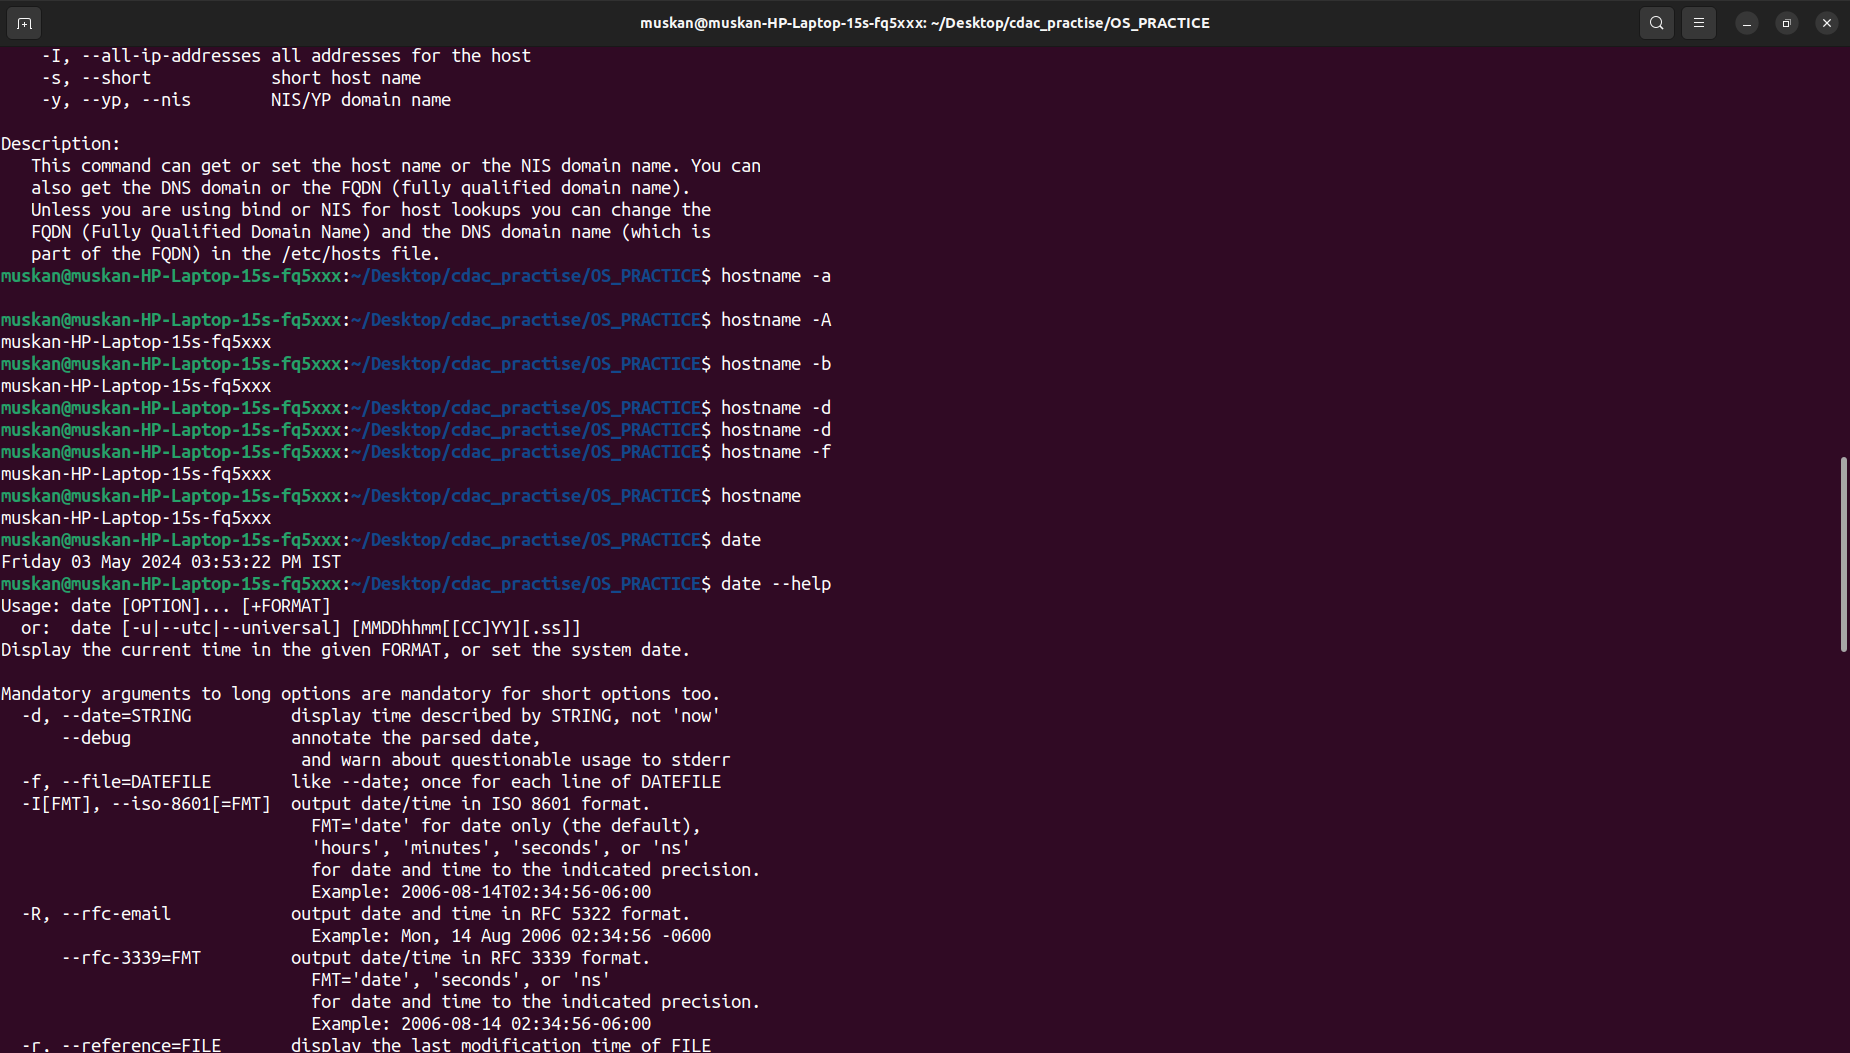 muskan@muskan-HP-Laptop-15s-fq5xxx: ~/Desktop/cdac_practise/OS_PRACTICE
    -I, --all-ip-addresses all addresses for the host
    -s, --short            short host name
    -y, --yp, --nis        NIS/YP domain name

Description:
   This command can get or set the host name or the NIS domain name. You can
   also get the DNS domain or the FQDN (fully qualified domain name).
   Unless you are using bind or NIS for host lookups you can change the
   FQDN (Fully Qualified Domain Name) and the DNS domain name (which is
   part of the FQDN) in the /etc/hosts file.
muskan@muskan-HP-Laptop-15s-fq5xxx:~/Desktop/cdac_practise/OS_PRACTICE$ hostname -a

muskan@muskan-HP-Laptop-15s-fq5xxx:~/Desktop/cdac_practise/OS_PRACTICE$ hostname -A
muskan-HP-Laptop-15s-fq5xxx
muskan@muskan-HP-Laptop-15s-fq5xxx:~/Desktop/cdac_practise/OS_PRACTICE$ hostname -b
muskan-HP-Laptop-15s-fq5xxx
muskan@muskan-HP-Laptop-15s-fq5xxx:~/Desktop/cdac_practise/OS_PRACTICE$ hostname -d
muskan@muskan-HP-Laptop-15s-fq5xxx:~/Desktop/cdac_practise/OS_PRACTICE$ hostname -d
muskan@muskan-HP-Laptop-15s-fq5xxx:~/Desktop/cdac_practise/OS_PRACTICE$ hostname -f
muskan-HP-Laptop-15s-fq5xxx
muskan@muskan-HP-Laptop-15s-fq5xxx:~/Desktop/cdac_practise/OS_PRACTICE$ hostname
muskan-HP-Laptop-15s-fq5xxx
muskan@muskan-HP-Laptop-15s-fq5xxx:~/Desktop/cdac_practise/OS_PRACTICE$ date
Friday 03 May 2024 03:53:22 PM IST
muskan@muskan-HP-Laptop-15s-fq5xxx:~/Desktop/cdac_practise/OS_PRACTICE$ date --help
Usage: date [OPTION]... [+FORMAT]
  or:  date [-u|--utc|--universal] [MMDDhhmm[[CC]YY][.ss]]
Display the current time in the given FORMAT, or set the system date.

Mandatory arguments to long options are mandatory for short options too.
  -d, --date=STRING          display time described by STRING, not 'now'
      --debug                annotate the parsed date,
                              and warn about questionable usage to stderr
  -f, --file=DATEFILE        like --date; once for each line of DATEFILE
  -I[FMT], --iso-8601[=FMT]  output date/time in ISO 8601 format.
                               FMT='date' for date only (the default),
                               'hours', 'minutes', 'seconds', or 'ns'
                               for date and time to the indicated precision.
                               Example: 2006-08-14T02:34:56-06:00
  -R, --rfc-email            output date and time in RFC 5322 format.
                               Example: Mon, 14 Aug 2006 02:34:56 -0600
      --rfc-3339=FMT         output date/time in RFC 3339 format.
                               FMT='date', 'seconds', or 'ns'
                               for date and time to the indicated precision.
                               Example: 2006-08-14 02:34:56-06:00
  -r, --reference=FILE       display the last modification time of FILE